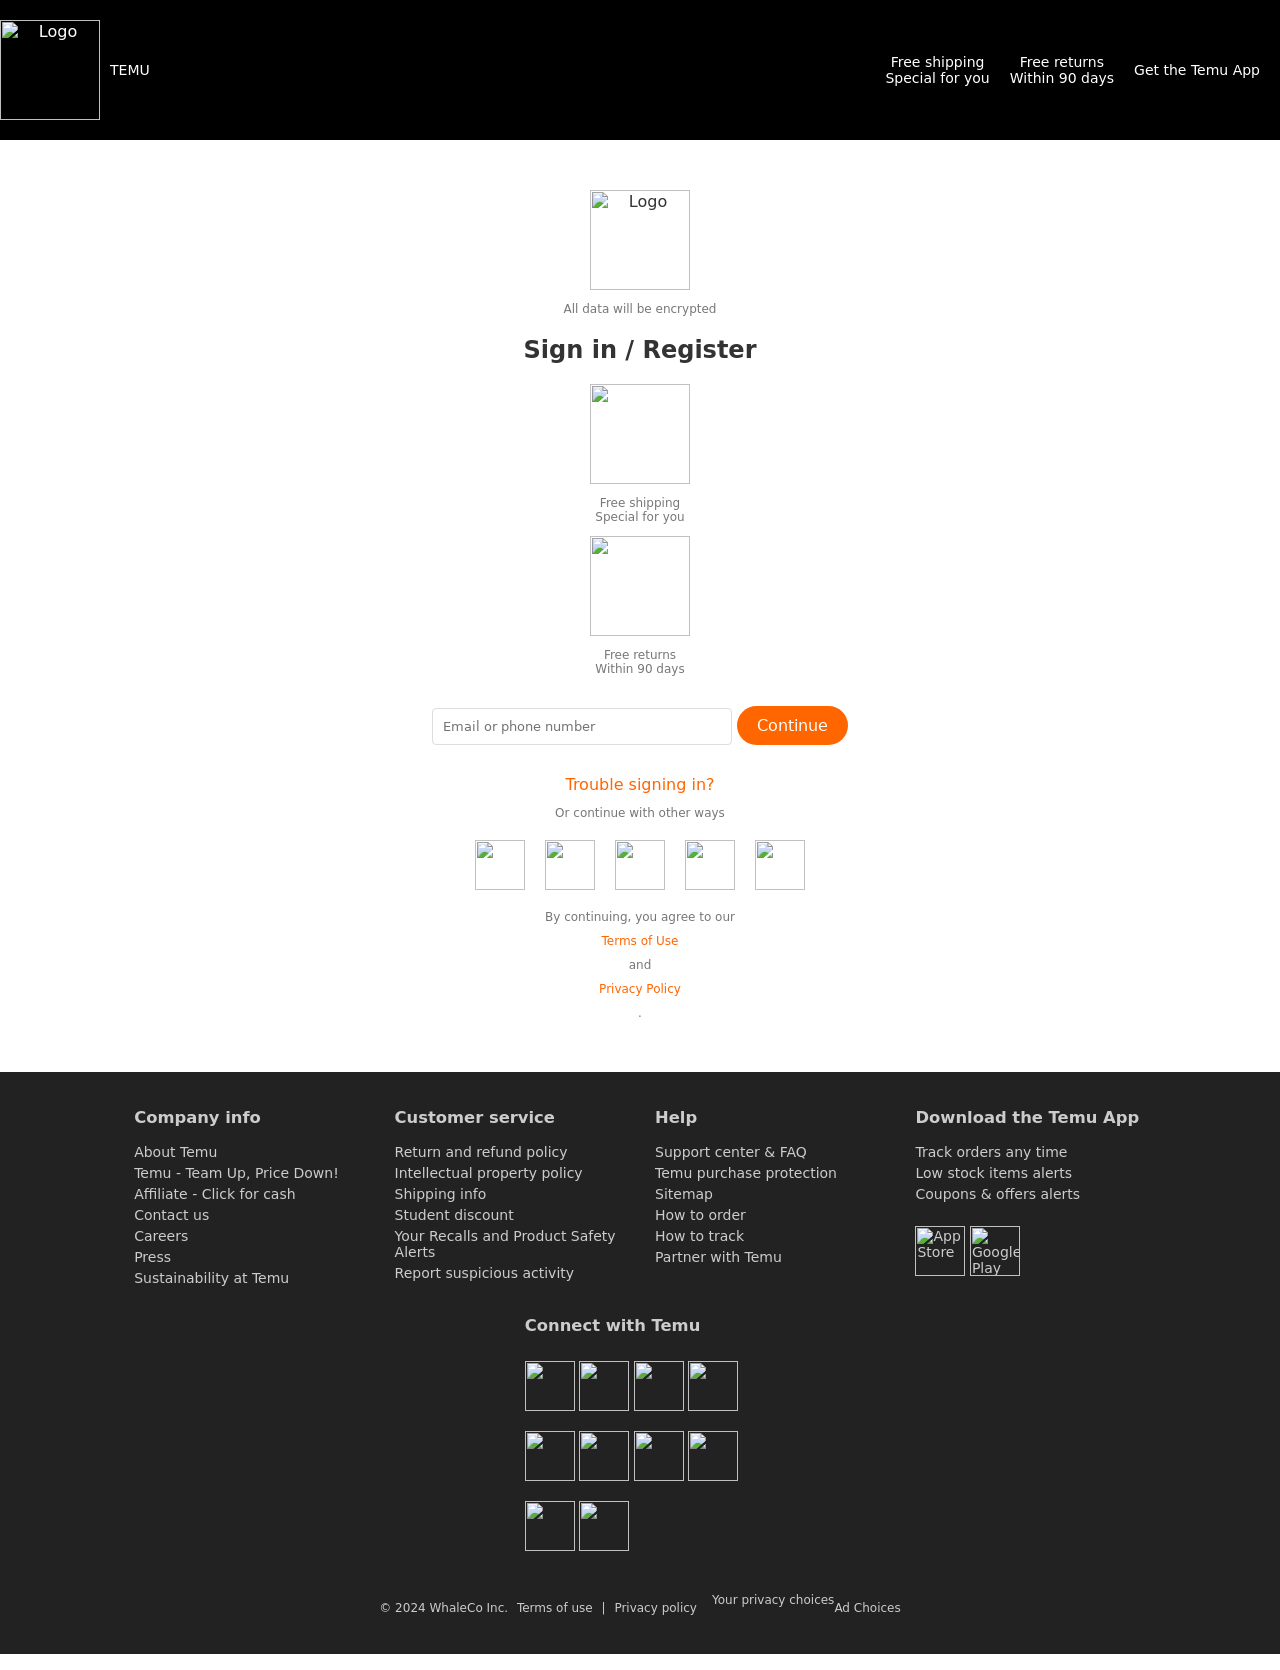 Logo
TEMU
Free shipping
Special for you
Free returns
Within 90 days
Get the Temu App
Logo
All data will be encrypted
Sign in / Register
Free shipping
Special for you
Free returns
Within 90 days
Email or phone number
Continue
Trouble signing in?
Or continue with other ways
By continuing, you agree to our
Terms of Use
and
Privacy Policy
.
Company info
About Temu
Temu - Team Up, Price Down!
Affiliate - Click for cash
Contact us
Careers
Press
Sustainability at Temu
Customer service
Return and refund policy
Intellectual property policy
Shipping info
Student discount
Your Recalls and Product Safety
Alerts
Report suspicious activity
Help
Support center & FAQ
Temu purchase protection
Sitemap
How to order
How to track
Partner with Temu
Download the Temu App
Track orders any time
Low stock items alerts
Coupons & offers alerts
App
Store
Google
Play
Connect with Temu
© 2024 WhaleCo Inc. Terms of use | Privacy policy Your privacy choices Ad Choices